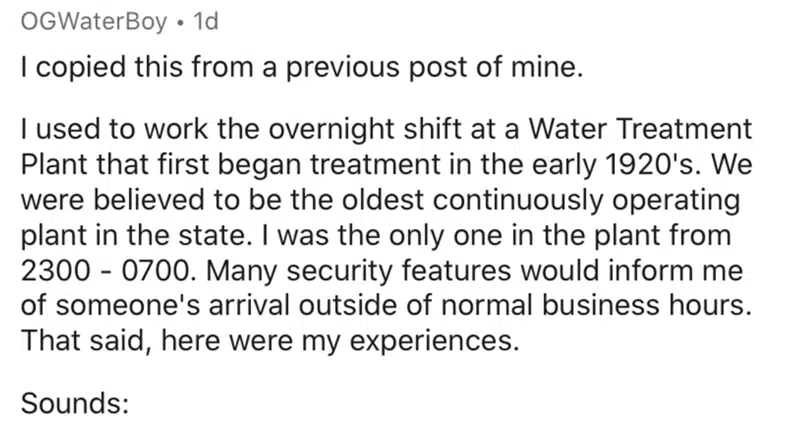 OGWaterBoy • 1d
I copied this from a previous post of mine.
I used to work the overnight shift at a Water Treatment
Plant that first began treatment in the early 1920's. We
were believed to be the oldest continuously operating
plant in the state. I was the only one in the plant from
2300 - 0700. Many security features would inform me
of someone's arrival outside of normal business hours.
That said, here were my experiences.
Sounds: